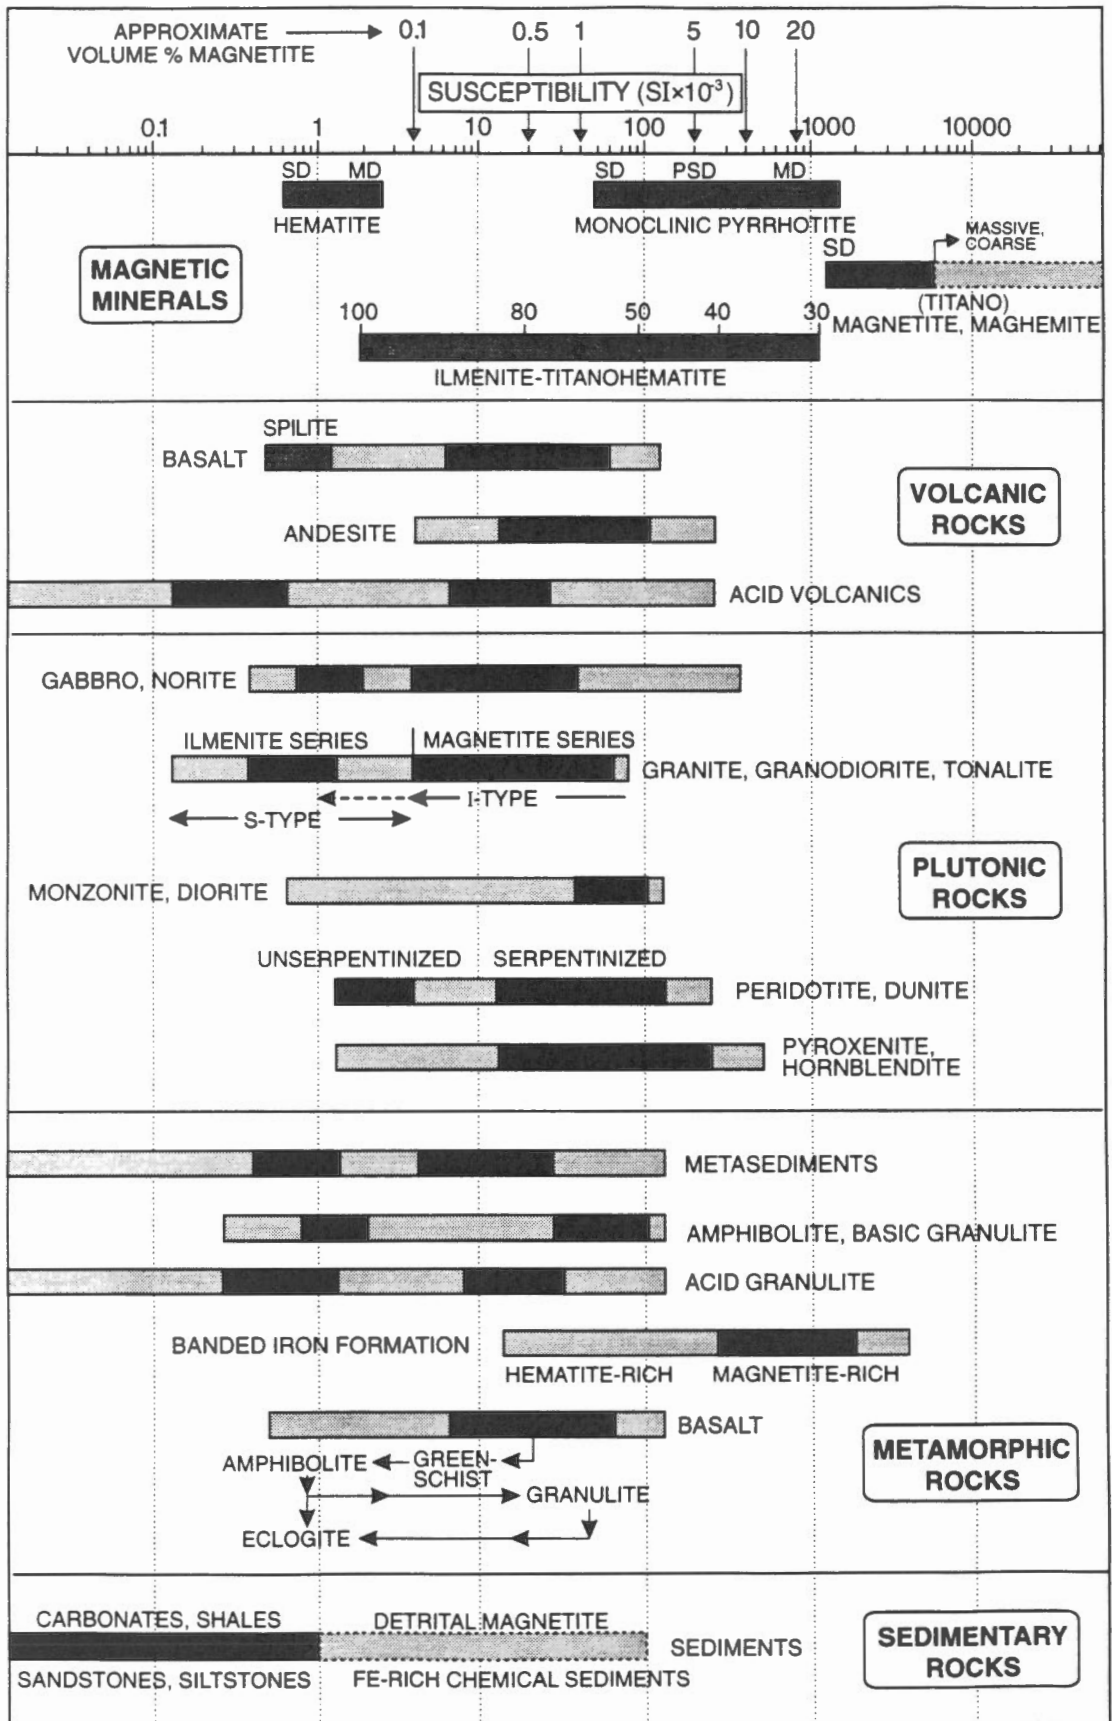 APPROXIMATE
VOLUME % MAGNETITE
0.1 0.5 1 5 10 20
SUSCEPTIBILITY (SI×10⁻³)
0.1 1 10 100 1000 10000
SD MD
HEMATITE
SD PSD MD
MONOCLINIC PYRRHOTITE
MASSIVE,
COARSE
SD
(TITANO)
MAGNETITE, MAGHEMITE
MAGNETIC
MINERALS
100 80 50 40 30
ILMENITE-TITANOHEMATITE
SPILITE
BASALT
ANDESITE
ACID VOLCANICS
VOLCANIC
ROCKS
GABBRO, NORITE
ILMENITE SERIES MAGNETITE SERIES
GRANITE, GRANODIORITE, TONALITE
I-TYPE
S-TYPE
MONZONITE, DIORITE
PLUTONIC
ROCKS
UNSERPENTINIZED SERPENTINIZED
PERIDOTITE, DUNITE
PYROXENITE,
HORNBLENDITE
METASEDIMENTS
AMPHIBOLITE, BASIC GRANULITE
ACID GRANULITE
BANDED IRON FORMATION
HEMATITE-RICH MAGNETITE-RICH
BASALT
AMPHIBOLITE GREEN-
SCHIST
GRANULITE
ECLOGITE
METAMORPHIC
ROCKS
CARBONATES, SHALES DETRITAL MAGNETITE
SEDIMENTS
SANDSTONES, SILTSTONES FE-RICH CHEMICAL SEDIMENTS
SEDIMENTARY
ROCKS